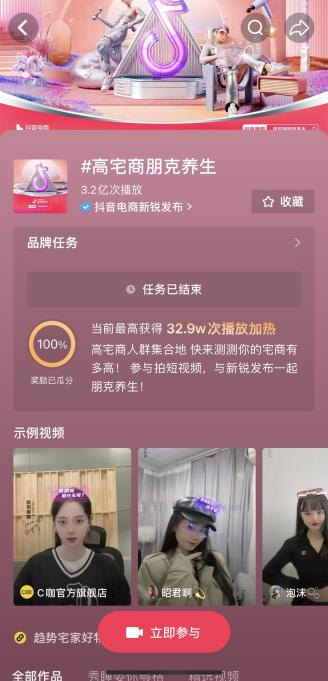 抖音电商
#高宅商朋克养生
3.2亿次播放
抖音电商新锐发布
收藏
品牌任务
任务已结束
100%
奖励已瓜分
当前最高获得 32.9w次播放加热
高宅商人群集合地 快来测测你的宅商有
多高！ 参与拍短视频，与新锐发布一起
朋克养生！
示例视频
C咖官方旗舰店
昭君啊
泡沫
趋势宅家好物
立即参与
全部作品
精选视频